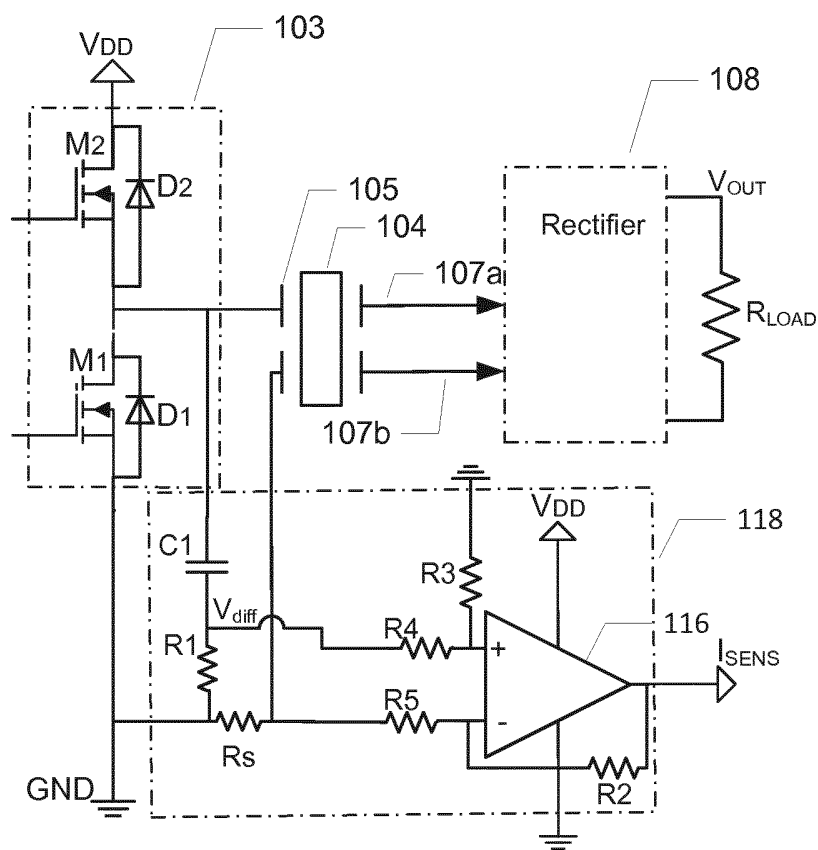 103
VDD
108
M2
D2
105
104
VOUT
Rectifier
107a
RLOAD
M1
D1
107b
VDD
118
C1
R3
Vdiff
R4
116
R1
+
ISENS
R5
-
Rs
R2
GND